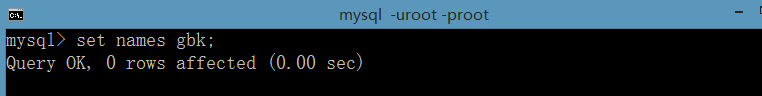 mysql -uroot -proot
mysql> set names gbk;
Query OK, 0 rows affected (0.00 sec)